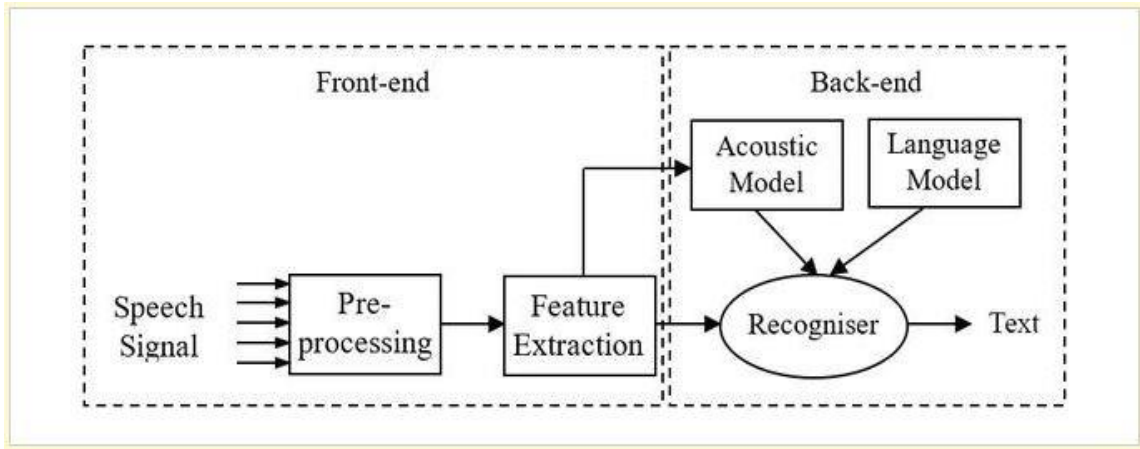 Front-end
Back-end
Acoustic
Model
Language
Model
Speech
Signal
Pre-
processing
Feature
Extraction
Recogniser
Text